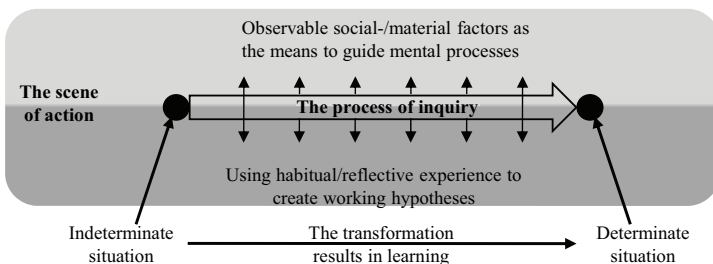 Observable social-/material factors as
the means to guide mental processes
The scene
of action
The process of inquiry
Using habitual/reflective experience to
create working hypotheses
Indeterminate
situation
The transformation
results in learning
Determinate
situation